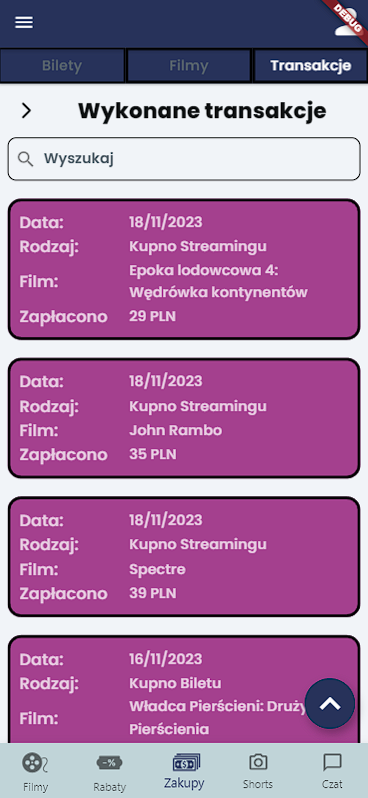 DEBUG
Bilety Filmy Transakcje
Wykonane transakcje
Wyszukaj
Data: 18/11/2023
Rodzaj: Kupno Streamingu
Film: Epoka lodowcowa 4:
Wędrówka kontynentów
Zapłacono 29 PLN
Data: 18/11/2023
Rodzaj: Kupno Streamingu
Film: John Rambo
Zapłacono 35 PLN
Data: 18/11/2023
Rodzaj: Kupno Streamingu
Film: Spectre
Zapłacono 39 PLN
Data: 16/11/2023
Rodzaj: Kupno Biletu
Film: Władca Pierścieni: Druży
Pierścienia
Filmy Rabaty Zakupy Shorts Czat